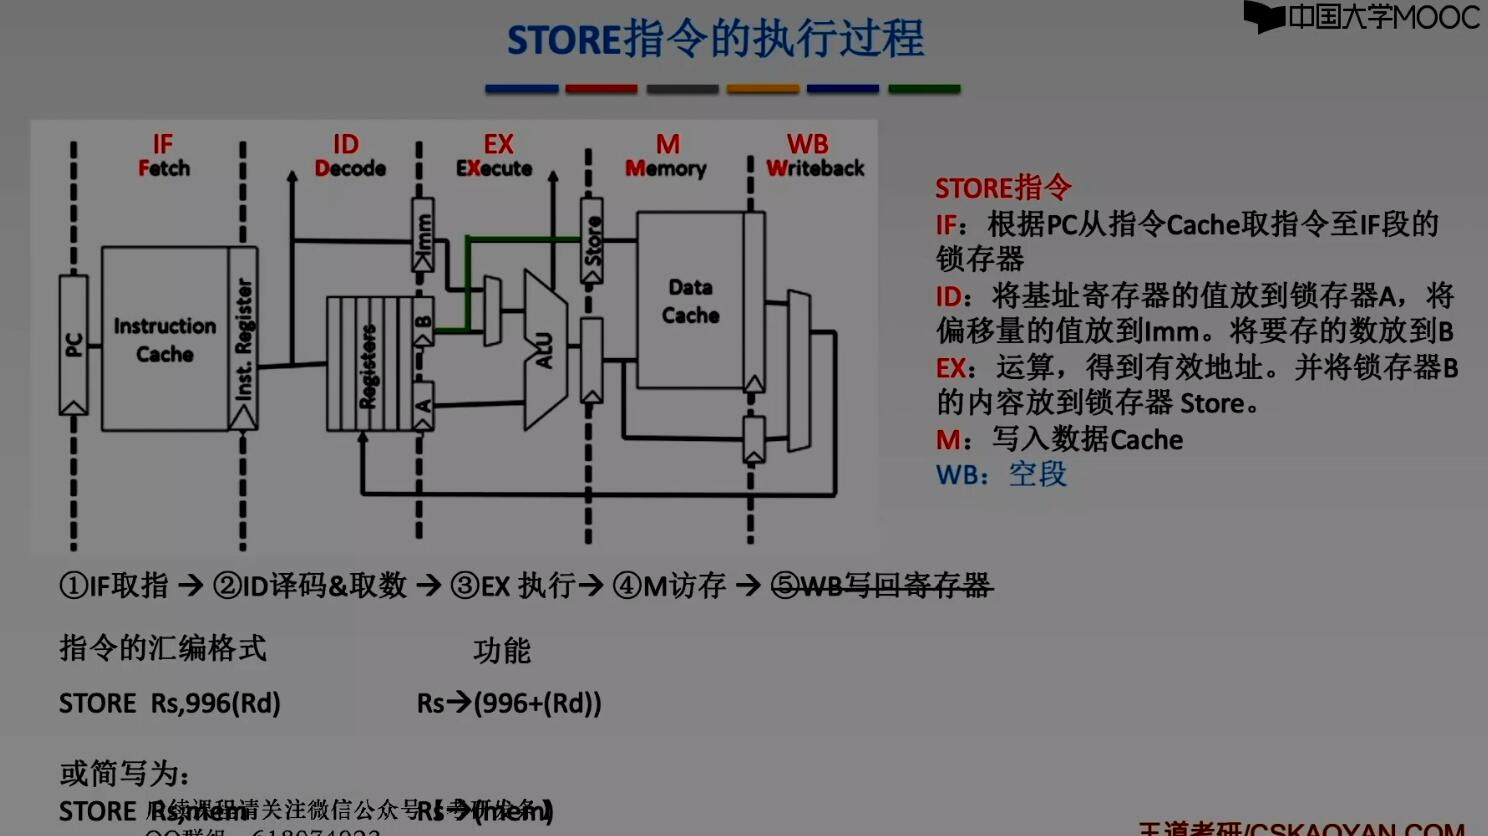 中国大学MOOC
STORE指令的执行过程
IF
Fetch
ID
Decode
EX
EXecute
M
Memory
WB
Writeback
PC
Instruction
Cache
Inst. Register
Registers
Imm
B
A
ALU
Store
Data
Cache
STORE指令
IF：根据PC从指令Cache取指令至IF段的
锁存器
ID：将基址寄存器的值放到锁存器A，将
偏移量的值放到Imm。将要存的数放到B
EX：运算，得到有效地址。并将锁存器B
的内容放到锁存器 Store。
M：写入数据Cache
WB：空段
①IF取指 → ②ID译码&取数 → ③EX 执行→ ④M访存 → ⑤WB写回寄存器
指令的汇编格式 功能
STORE Rs,996(Rd) Rs→(996+(Rd))
或简写为：
STORE Rs,mem Rs→(mem)
课程请关注微信公众号
王道考研/CSKAOYAN.COM